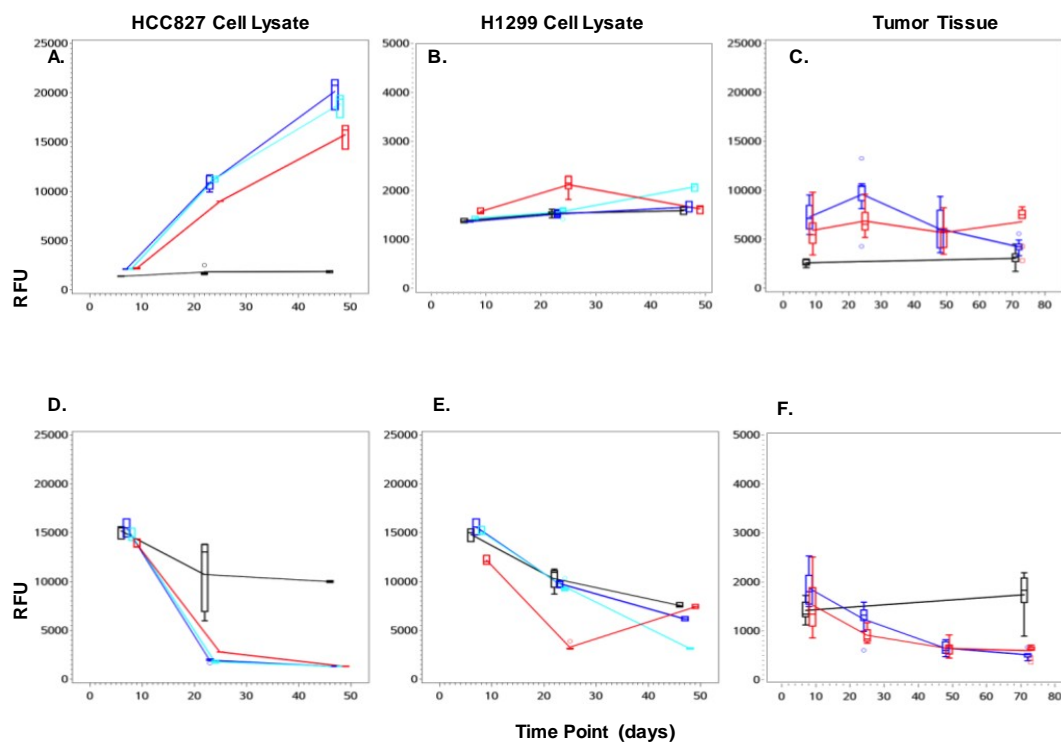 HCC827 Cell Lysate H1299 Cell Lysate Tumor Tissue
A. B. C.
25000 5000 25000
20000 4000 20000
15000 3000 15000
10000 2000 10000
5000 1000 5000
0 0 0
RFU
0 10 20 30 40 50 0 10 20 30 40 50 0 10 20 30 40 50 60 70 80
D. E. F.
25000 25000 5000
20000 20000 4000
15000 15000 3000
10000 10000 2000
5000 5000 1000
0 0 0
RFU
0 10 20 30 40 50 0 10 20 30 40 50 0 10 20 30 40 50 60 70 80
Time Point (days)